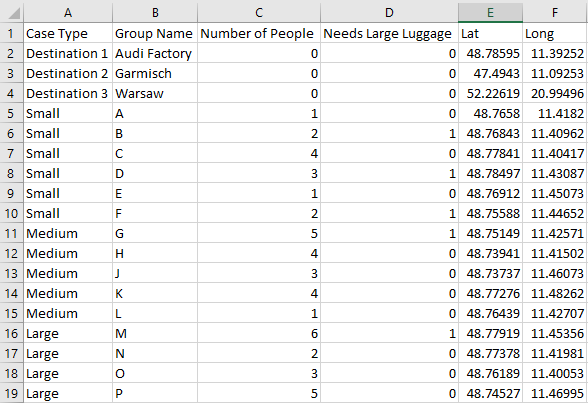 A B C D E F
1 Case Type Group Name Number of People Needs Large Luggage Lat Long
2 Destination 1 Audi Factory 0 0 48.78595 11.39252
3 Destination 2 Garmisch 0 0 47.4943 11.09253
4 Destination 3 Warsaw 0 0 52.22619 20.99496
5 Small A 1 0 48.7658 11.4182
6 Small B 2 1 48.76843 11.40962
7 Small C 4 0 48.77841 11.40417
8 Small D 3 1 48.78497 11.43087
9 Small E 1 0 48.76912 11.45073
10 Small F 2 1 48.75588 11.44652
11 Medium G 5 1 48.75149 11.42571
12 Medium H 4 0 48.73941 11.41502
13 Medium J 3 0 48.73737 11.46073
14 Medium K 4 0 48.77276 11.48262
15 Medium L 1 0 48.76439 11.42707
16 Large M 6 1 48.77919 11.45356
17 Large N 2 0 48.77378 11.41981
18 Large O 3 0 48.76189 11.40053
19 Large P 5 0 48.74527 11.46995